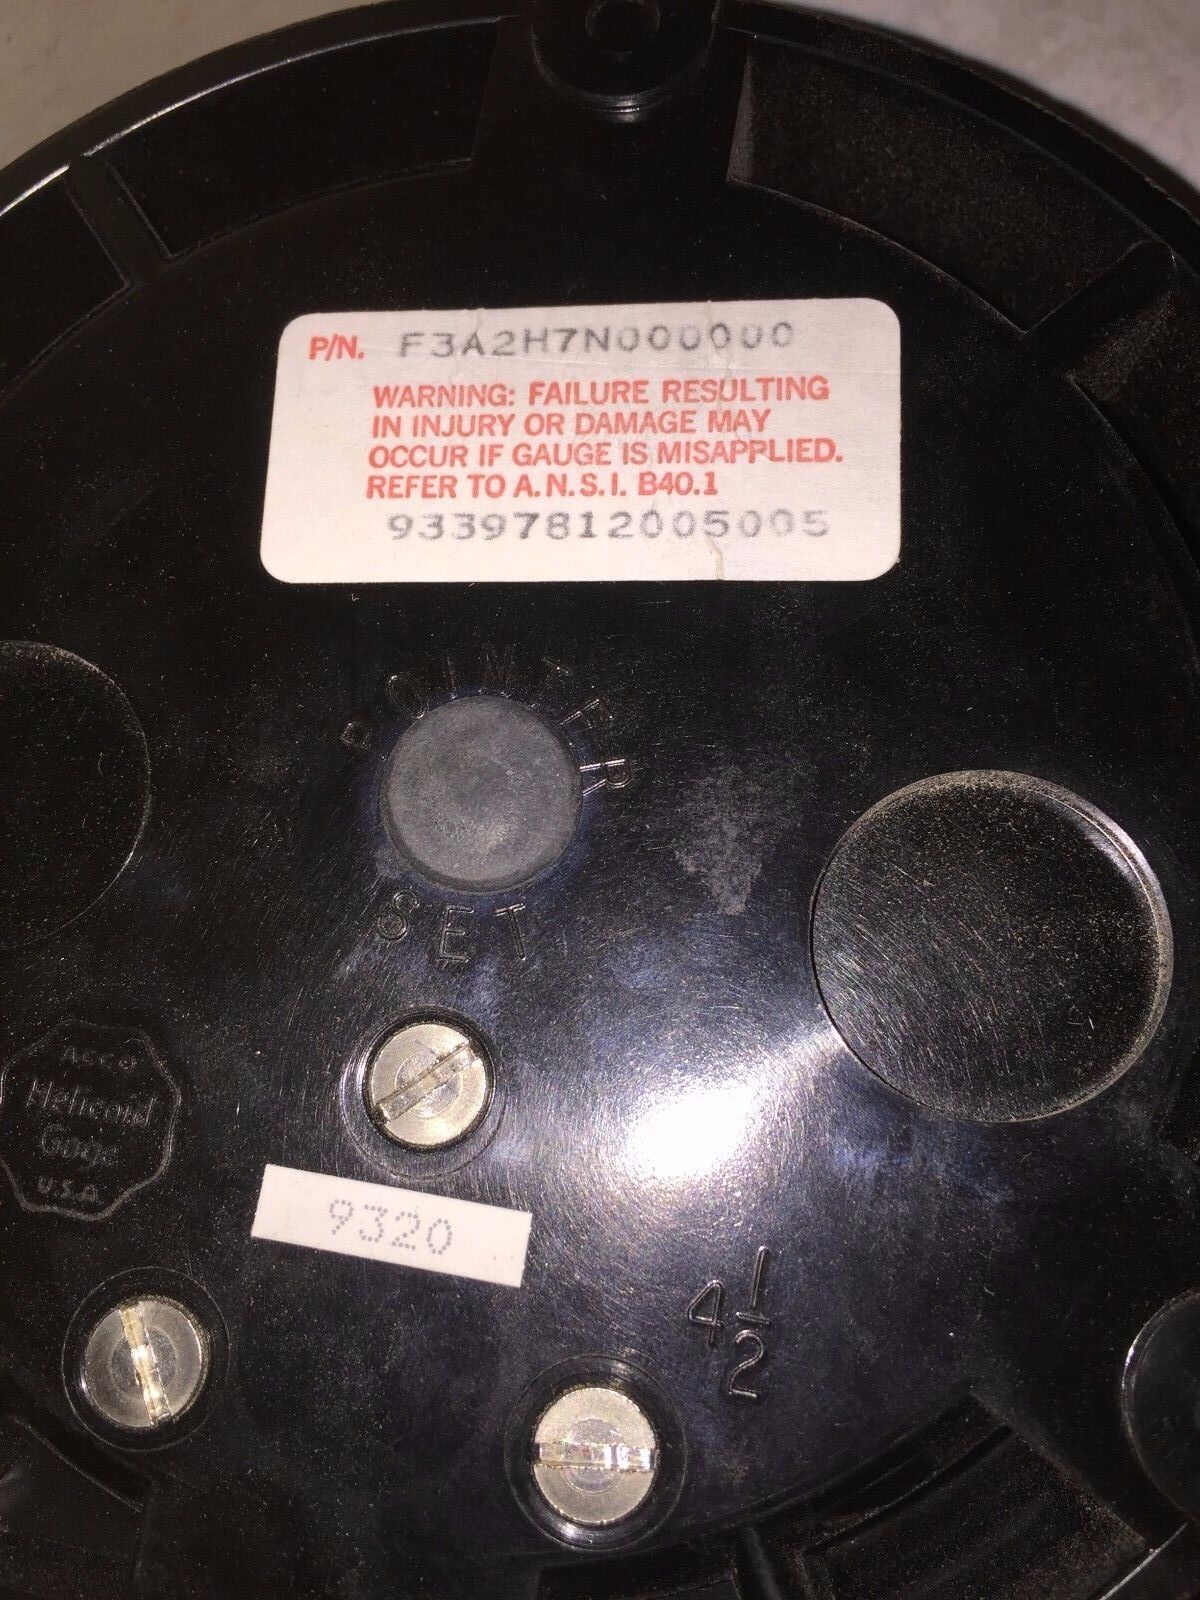 P/N. F3A2H7N000000
WARNING: FAILURE RESULTING
IN INJURY OR DAMAGE MAY
OCCUR IF GAUGE IS MISAPPLIED.
REFER TO A.N.S.I. B40.1
93397812005005
POINTER
SET
ACCO
Helicoid
Gage
U.S.A.
9320
4 1/2